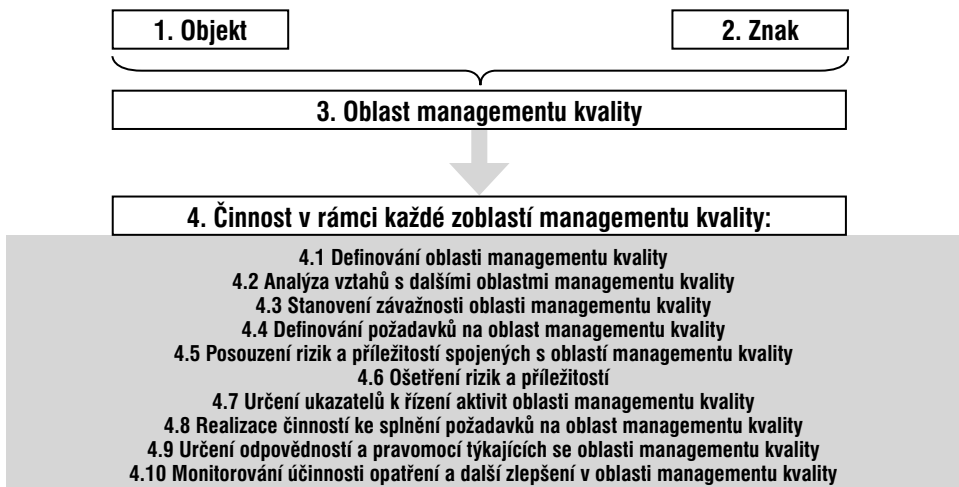 1. Objekt
2. Znak
3. Oblast managementu kvality
4. Činnost v rámci každé zoblastí managementu kvality:
4.1 Definování oblasti managementu kvality
4.2 Analýza vztahů s dalšími oblastmi managementu kvality
4.3 Stanovení závažnosti oblasti managementu kvality
4.4 Definování požadavků na oblast managementu kvality
4.5 Posouzení rizik a příležitostí spojených s oblastí managementu kvality
4.6 Ošetření rizik a příležitostí
4.7 Určení ukazatelů k řízení aktivit oblasti managementu kvality
4.8 Realizace činností ke splnění požadavků na oblast managementu kvality
4.9 Určení odpovědností a pravomocí týkajících se oblasti managementu kvality
4.10 Monitorování účinnosti opatření a další zlepšení v oblasti managementu kvality